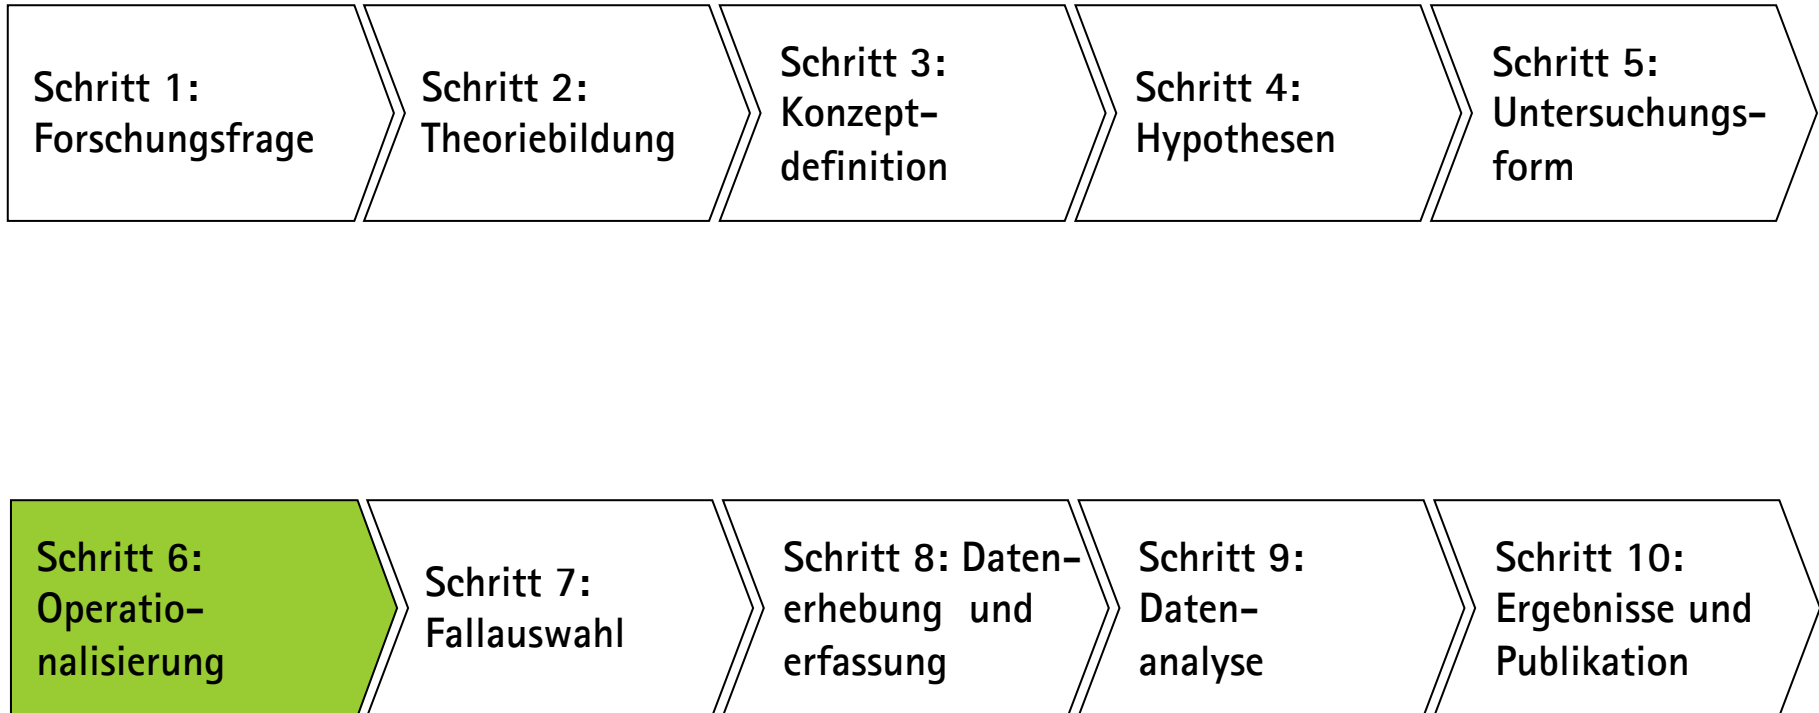 Schritt 1:
Forschungsfrage
Schritt 2:
Theoriebildung
Schritt 3:
Konzept-
definition
Schritt 4:
Hypothesen
Schritt 5:
Untersuchungs-
form
Schritt 6:
Operatio-
nalisierung
Schritt 7:
Fallauswahl
Schritt 8: Daten-
erhebung und
erfassung
Schritt 9:
Daten-
analyse
Schritt 10:
Ergebnisse und
Publikation